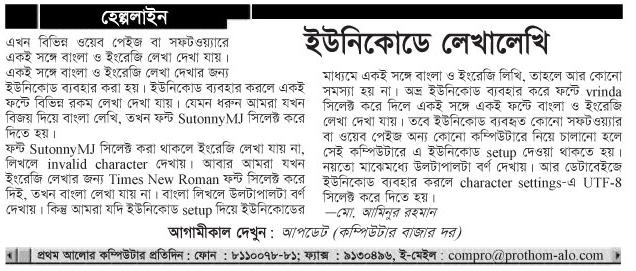 হেল্পলাইন
ইউনিকোডে লেখালেখি
এখন বিভিন্ন ওয়েব পেইজ বা সফটওয়্যারে
একই সঙ্গে বাংলা ও ইংরেজি লেখা দেখা যায়।
একই সঙ্গে বাংলা ও ইংরেজি লেখা দেখার জন্য
ইউনিকোড ব্যবহার করা হয়। ইউনিকোড ব্যবহার করলে একই
ফন্টে বিভিন্ন রকম লেখা দেখা যায়। যেমন ধরুন আমরা যখন
বিজয় দিয়ে বাংলা লেখি, তখন ফন্ট SutonnyMJ সিলেক্ট করে
দিতে হয়।
ফন্ট SutonnyMJ সিলেক্ট করা থাকলে ইংরেজি লেখা যায় না,
লিখলে invalid character দেখায়। আবার আমরা যখন
ইংরেজি লেখার জন্য Times New Roman ফন্ট সিলেক্ট করে
দিই, তখন বাংলা লেখা যায় না। বাংলা লিখলে উলটাপালটা বর্ণ
দেখায়। কিন্তু আমরা যদি ইউনিকোড setup দিয়ে ইউনিকোডের
মাধ্যমে একই সঙ্গে বাংলা ও ইংরেজি লিখি, তাহলে আর কোনো
সমস্যা হয় না। অভ্র ইউনিকোড ব্যবহার করে ফন্টে vrinda
সিলেক্ট করে দিলে একই সঙ্গে একই ফন্টে বাংলা ও ইংরেজি
লেখা দেখা যায়। তবে ইউনিকোড ব্যবহৃত কোনো সফটওয়্যার
বা ওয়েব পেইজ অন্য কোনো কম্পিউটারে নিয়ে চালানো হলে
সেই কম্পিউটারে এ ইউনিকোড setup দেওয়া থাকতে হয়।
নয়তো মাঝেমধ্যে উলটাপালটা বর্ণ দেখায়। আর ডেটাবেইজে
ইউনিকোড ব্যবহার করলে character settings-এ UTF-8
সিলেক্ট করে দিতে হয়।
—মো. আমিনুর রহমান
আগামীকাল দেখুন : আপডেট (কম্পিউটার বাজার দর)
প্রথম আলোর কম্পিউটার প্রতিদিন : ফোন : ৮১১০০৭৮-৮১; ফ্যাক্স : ৯১৩০৪৯৬, ই-মেইল : compro@prothom-alo.com